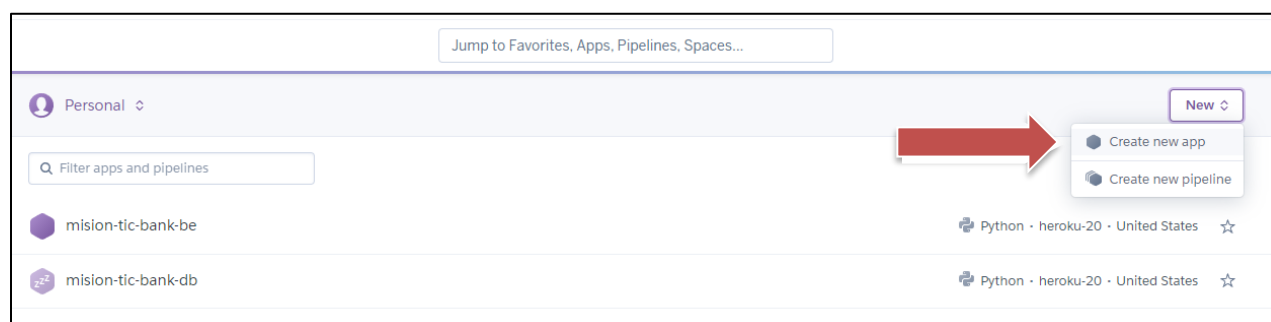 Jump to Favorites, Apps, Pipelines, Spaces...
Personal
New
Create new app
Filter apps and pipelines
Create new pipeline
mision-tic-bank-be Python • heroku-20 • United States
zzZ mision-tic-bank-db Python • heroku-20 • United States